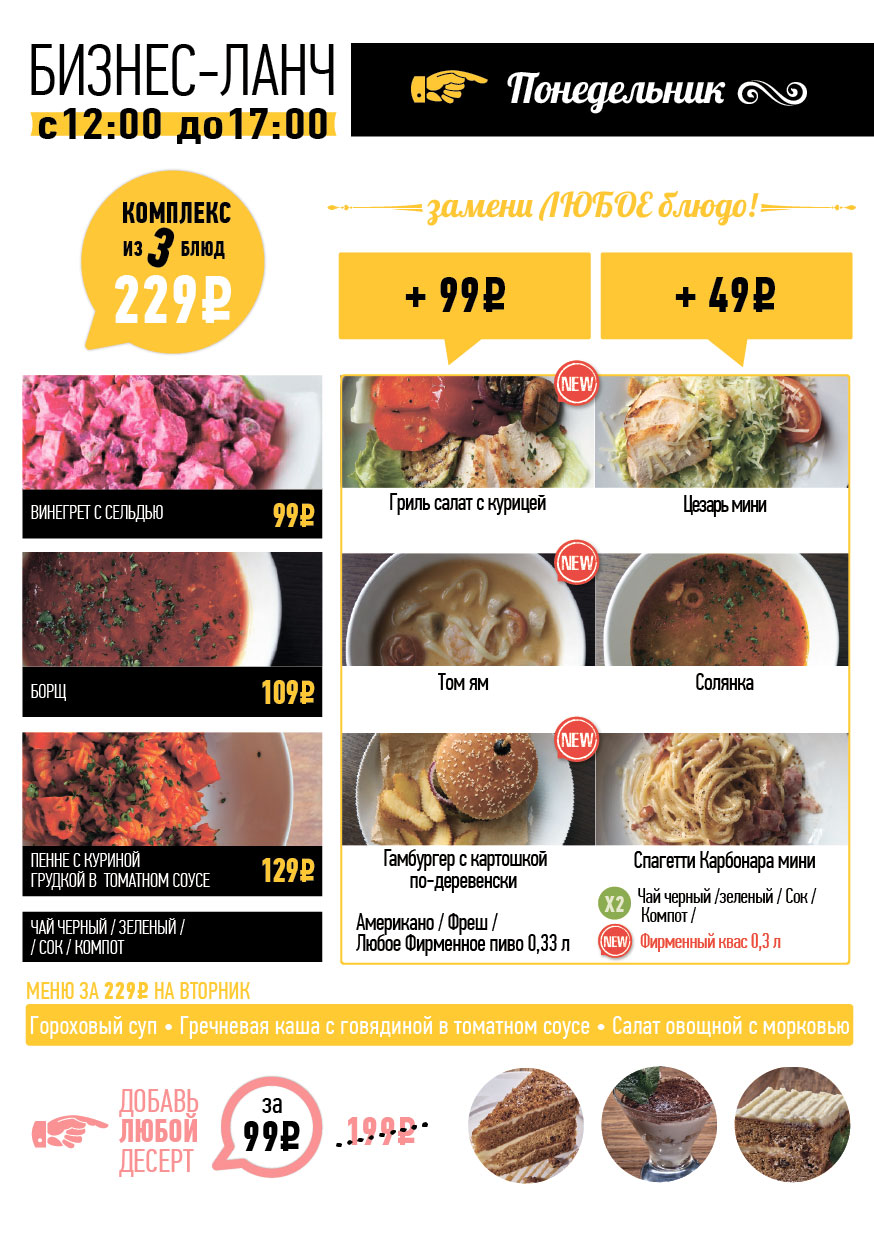 БИЗНЕС-ЛАНЧ
с 12:00 до 17:00
Понедельник
КОМПЛЕКС
ИЗ 3 БЛЮД
229₽
замени ЛЮБОЕ блюдо!
+ 99₽
+ 49₽
ВИНЕГРЕТ С СЕЛЬДЬЮ 99₽
NEW
Гриль салат с курицей
Цезарь мини
БОРЩ 109₽
NEW
Том ям
Солянка
ПЕННЕ С КУРИНОЙ
ГРУДКОЙ В ТОМАТНОМ СОУСЕ 129₽
NEW
Гамбургер с картошкой
по-деревенски
Спагетти Карбонара мини
ЧАЙ ЧЕРНЫЙ / ЗЕЛЕНЫЙ /
/ СОК / КОМПОТ
Американо / Фреш /
Любое Фирменное пиво 0,33 л
X2 Чай черный /зеленый / Сок /
Компот /
NEW Фирменный квас 0,3 л
МЕНЮ ЗА 229₽ НА ВТОРНИК
Гороховый суп • Гречневая каша с говядиной в томатном соусе • Салат овощной с морковью
ДОБАВЬ
ЛЮБОЙ
ДЕСЕРТ
за
99₽
199₽